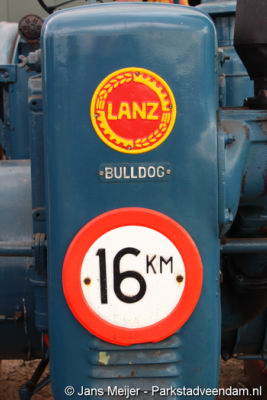 LANZ
BULLDOG
16 KM
© Jans Meijer - Parkstadveendam.nl